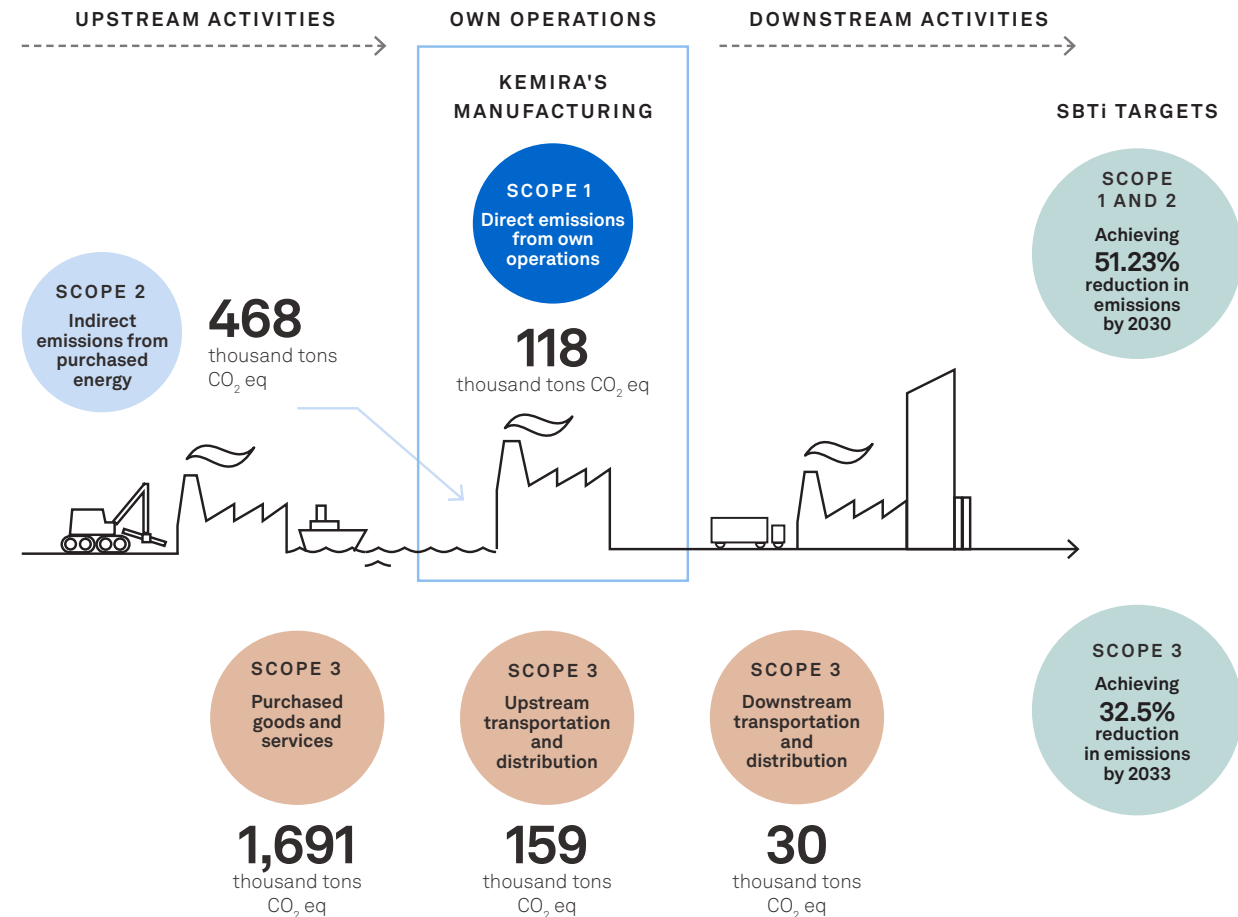 UPSTREAM ACTIVITIES
OWN OPERATIONS
DOWNSTREAM ACTIVITIES
KEMIRA'S
MANUFACTURING
SBTi TARGETS
SCOPE 1
Direct emissions
from own
operations
118
thousand tons CO₂ eq
SCOPE 2
Indirect
emissions from
purchased
energy
468
thousand tons
CO₂ eq
SCOPE
1 AND 2
Achieving
51.23%
reduction in
emissions
by 2030
SCOPE 3
Purchased
goods and
services
1,691
thousand tons
CO₂ eq
SCOPE 3
Upstream
transportation
and
distribution
159
thousand tons
CO₂ eq
SCOPE 3
Downstream
transportation
and
distribution
30
thousand tons
CO₂ eq
SCOPE 3
Achieving
32.5%
reduction
in emissions
by 2033